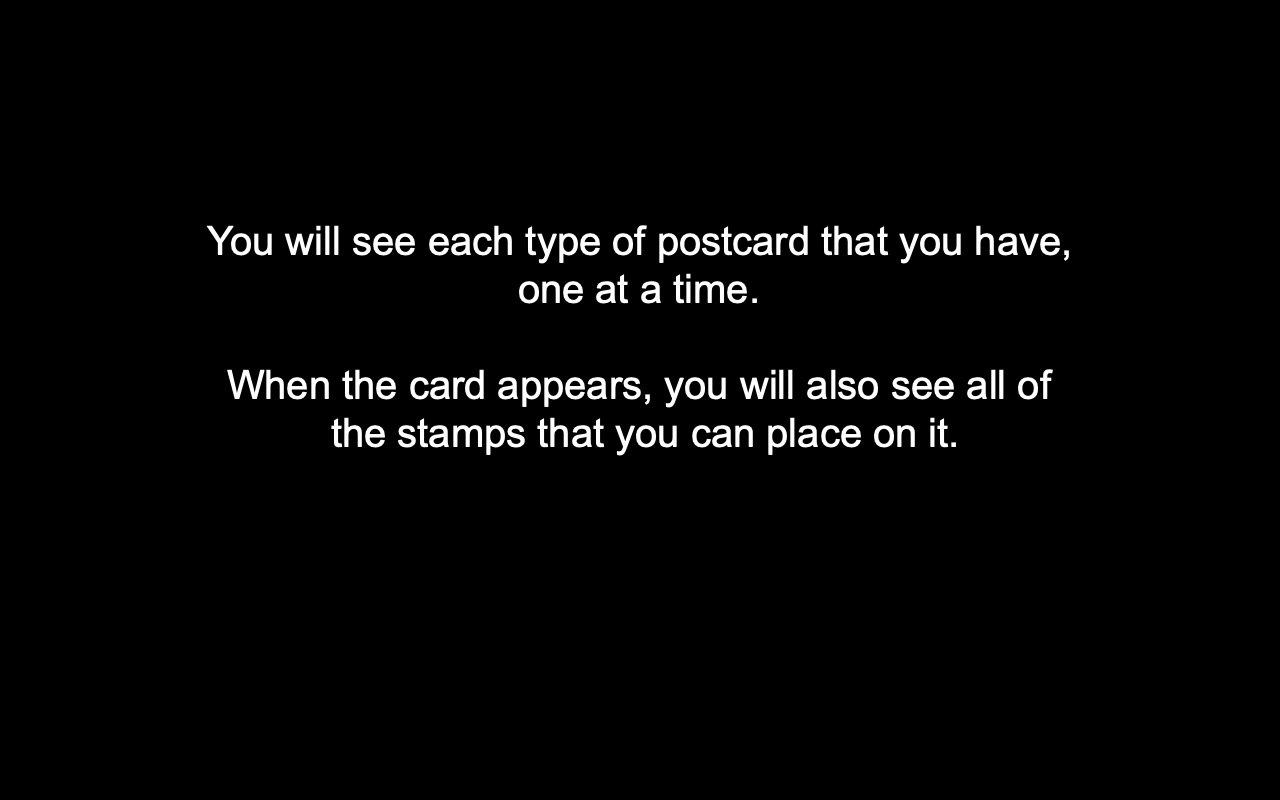 You will see each type of postcard that you have,
one at a time.
When the card appears, you will also see all of
the stamps that you can place on it.